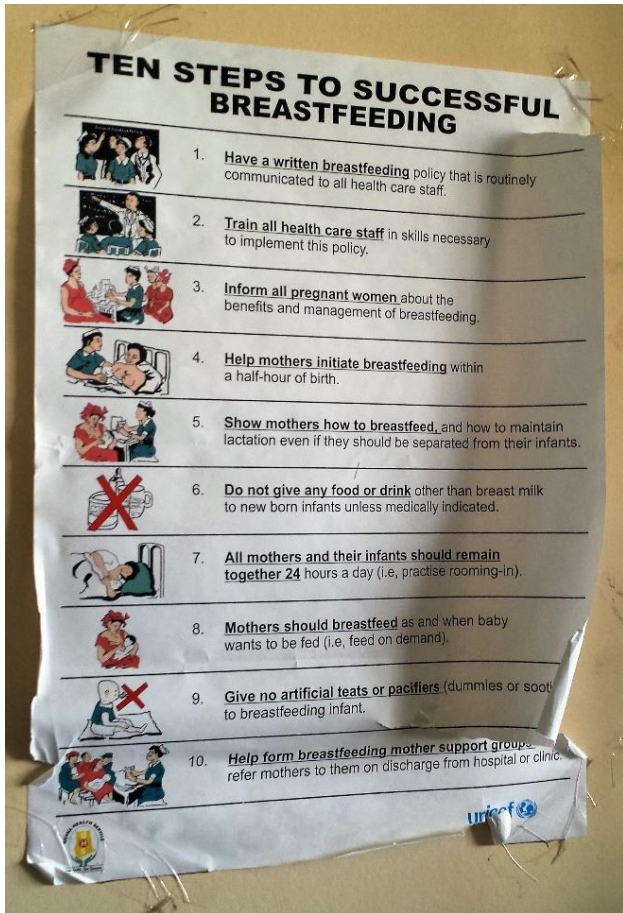 TEN STEPS TO SUCCESSFUL
BREASTFEEDING
1. Have a written breastfeeding policy that is routinely
communicated to all health care staff.
2. Train all health care staff in skills necessary
to implement this policy.
3. Inform all pregnant women about the
benefits and management of breastfeeding.
4. Help mothers initiate breastfeeding within
a half-hour of birth.
5. Show mothers how to breastfeed, and how to maintain
lactation even if they should be separated from their infants.
6. Do not give any food or drink other than breast milk
to new born infants unless medically indicated.
7. All mothers and their infants should remain
together 24 hours a day (i.e, practise rooming-in).
8. Mothers should breastfeed as and when baby
wants to be fed (i.e, feed on demand).
9. Give no artificial teats or pacifiers (dummies or soot
to breastfeeding infant.
10. Help form breastfeeding mother support groups
refer mothers to them on discharge from hospital or clinic.
unicef